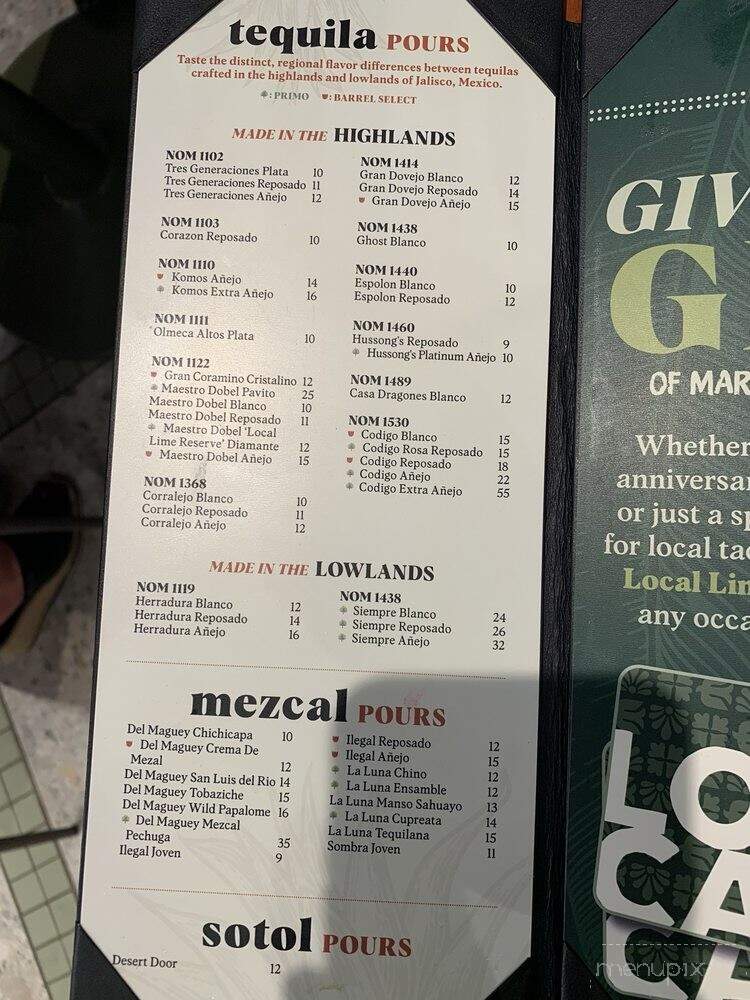 tequila POURS
Taste the distinct, regional flavor differences between tequilas
crafted in the highlands and lowlands of Jalisco, Mexico.
: PRIMO : BARREL SELECT
MADE IN THE HIGHLANDS
NOM 1102
Tres Generaciones Plata 10
Tres Generaciones Reposado 11
Tres Generaciones Añejo 12
NOM 1103
Corazon Reposado 10
NOM 1110
Komos Añejo 14
Komos Extra Añejo 16
NOM 1111
Olmeca Altos Plata 10
NOM 1122
Gran Coramino Cristalino 12
Maestro Dobel Pavito 25
Maestro Dobel Blanco 10
Maestro Dobel Reposado 11
Maestro Dobel 'Local
Lime Reserve' Diamante 12
Maestro Dobel Añejo 15
NOM 1368
Corralejo Blanco 10
Corralejo Reposado 11
Corralejo Añejo 12
NOM 1414
Gran Dovejo Blanco 12
Gran Dovejo Reposado 14
Gran Dovejo Añejo 15
NOM 1438
Ghost Blanco 10
NOM 1440
Espolon Blanco 10
Espolon Reposado 12
NOM 1460
Hussong's Reposado 9
Hussong's Platinum Añejo 10
NOM 1489
Casa Dragones Blanco 12
NOM 1530
Codigo Blanco 15
Codigo Rosa Reposado 15
Codigo Reposado 18
Codigo Añejo 22
Codigo Extra Añejo 55
MADE IN THE LOWLANDS
NOM 1119
Herradura Blanco 12
Herradura Reposado 14
Herradura Añejo 16
NOM 1438
Siempre Blanco 24
Siempre Reposado 26
Siempre Añejo 32
mezcal POURS
Del Maguey Chichicapa 10
Del Maguey Crema De
Mezal 12
Del Maguey San Luis del Rio 14
Del Maguey Tobaziche 15
Del Maguey Wild Papalome 16
Del Maguey Mezcal
Pechuga 35
Ilegal Joven 9
Ilegal Reposado 12
Ilegal Añejo 15
La Luna Chino 12
La Luna Ensamble 12
La Luna Manso Sahuayo 13
La Luna Cupreata 14
La Luna Tequilana 15
Sombra Joven 11
sotol POURS
Desert Door 12
GIV
G
OF MAR
Whether
anniversar
or just a sp
for local tac
Local Lim
any occa
LO
CA
menupix